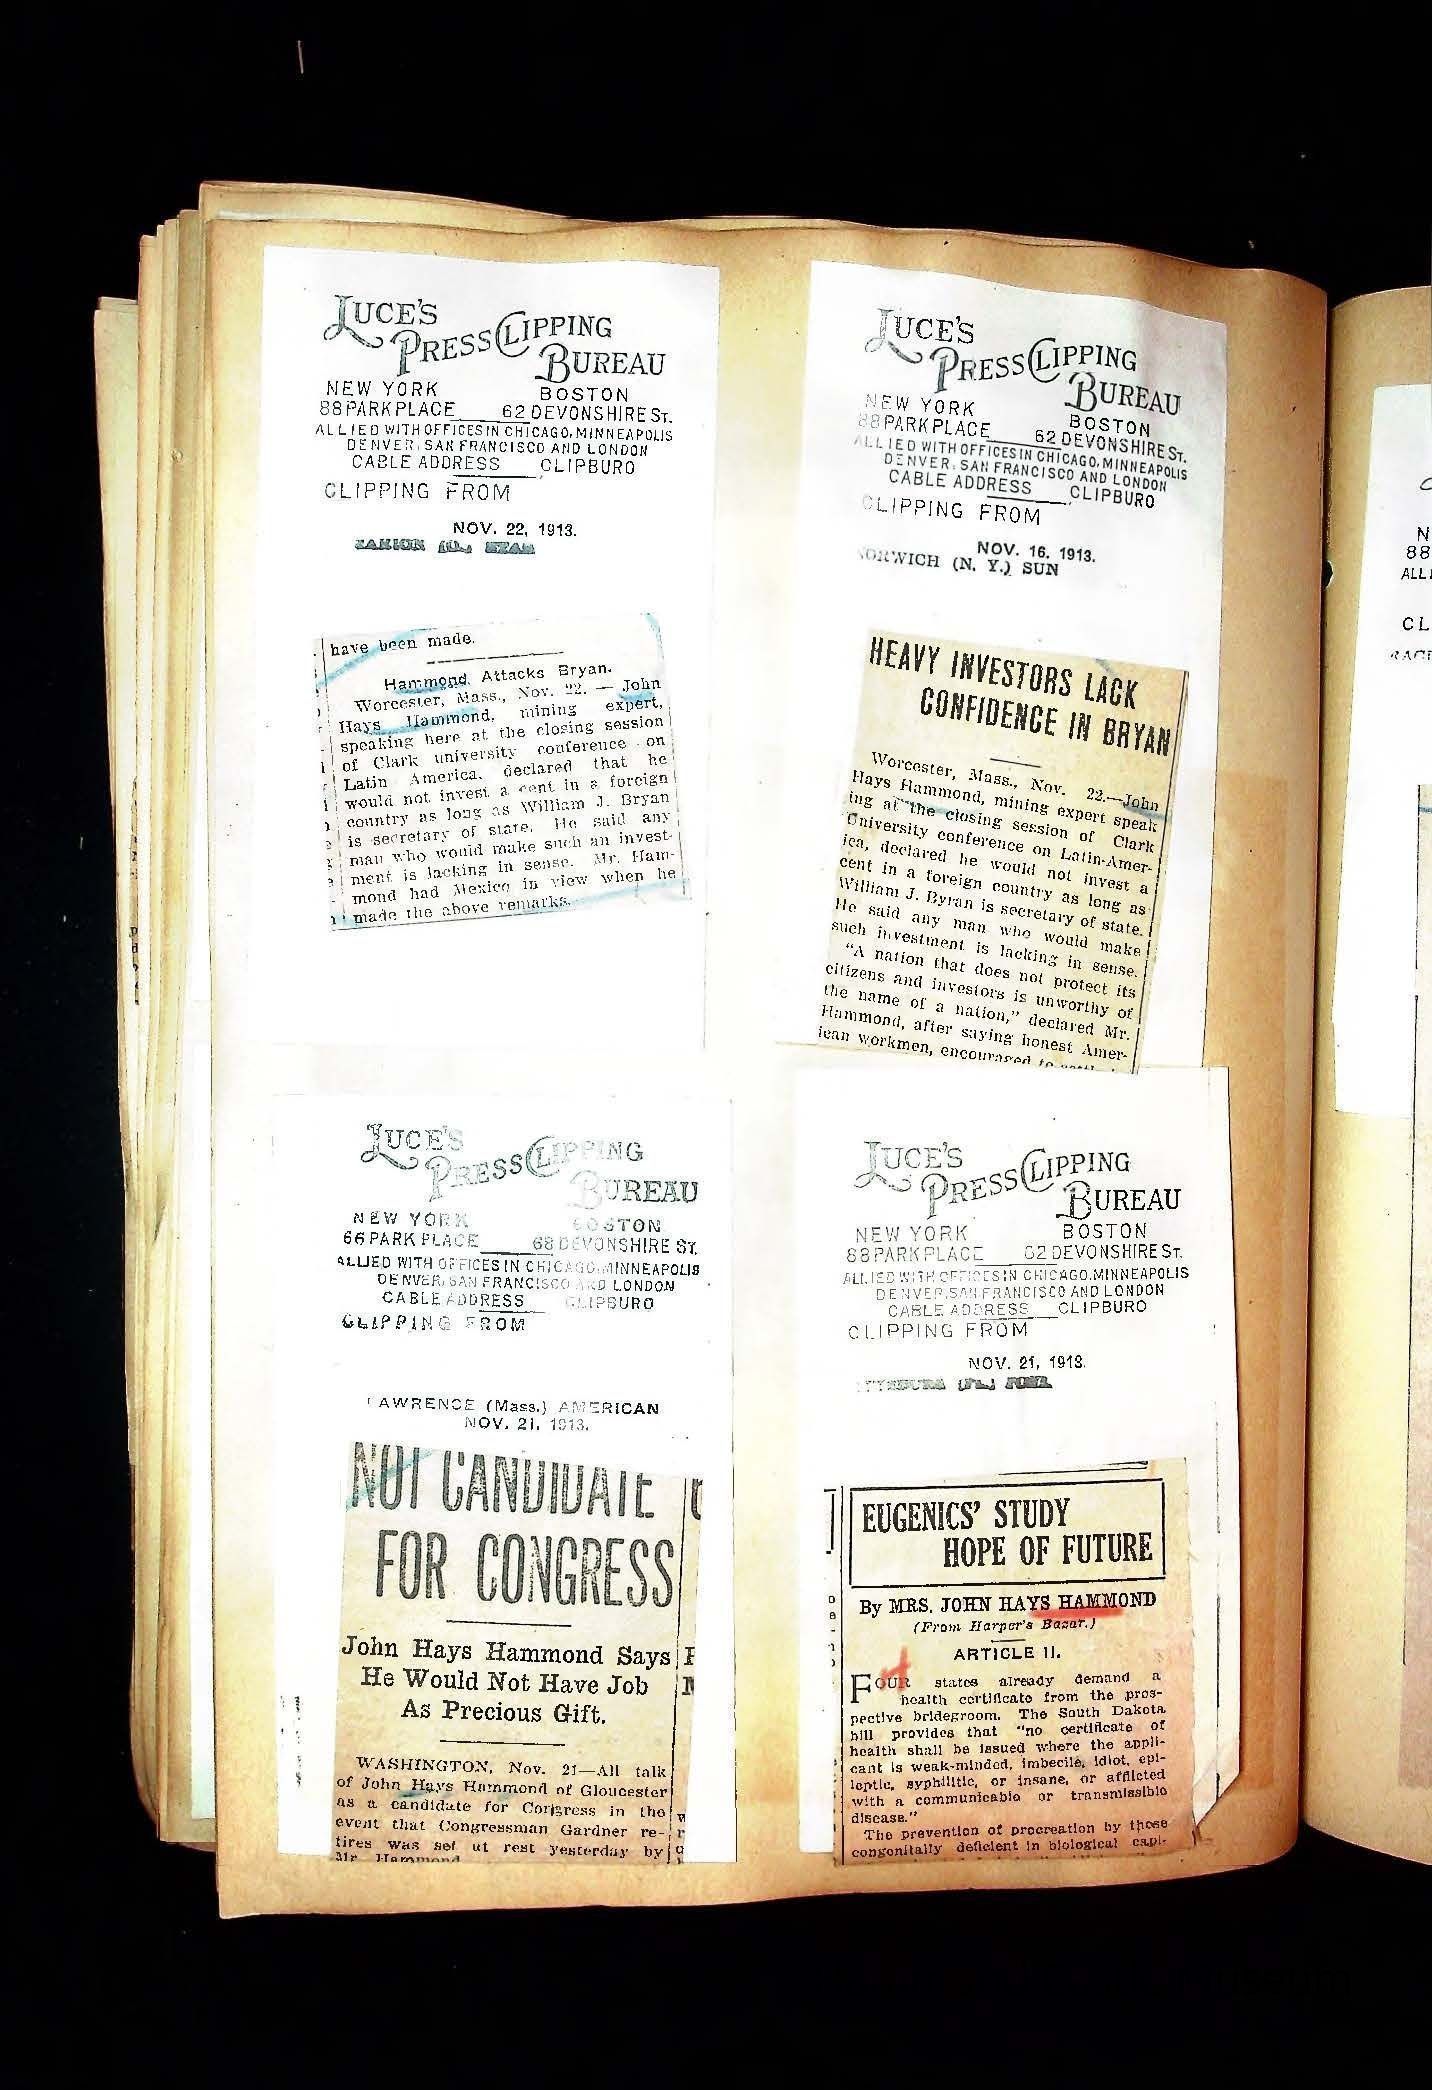 LUCE'S
PRESS CLIPPING
BUREAU
NEW YORK BOSTON
88 PARK PLACE 62 DEVONSHIRE ST.
ALLIED WITH OFFICES IN CHICAGO, MINNEAPOLIS
DENVER, SAN FRANCISCO AND LONDON
CABLE ADDRESS CLIPBURO
CLIPPING FROM
NOV. 22, 1913.
MARION (O.) STAR
have been made.
Hammond Attacks Bryan.
Worcester, Mass., Nov. 22. — John
Hays Hammond, mining expert,
speaking here at the closing session
of Clark university conference on
Latin America, declared that he
would not invest a cent in a foreign
country as long as William J. Bryan
is secretary of state. He said any
man who would make such an invest-
ment is lacking in sense. Mr. Ham-
mond had Mexico in view when he
made the above remarks.
LUCE'S
PRESS CLIPPING
BUREAU
NEW YORK BOSTON
88 PARK PLACE 62 DEVONSHIRE ST.
ALLIED WITH OFFICES IN CHICAGO, MINNEAPOLIS
DENVER, SAN FRANCISCO AND LONDON
CABLE ADDRESS CLIPBURO
CLIPPING FROM
NOV. 16, 1913.
NORWICH (N. Y.) SUN
HEAVY INVESTORS LACK
CONFIDENCE IN BRYAN
Worcester, Mass., Nov. 22.—John
Hays Hammond, mining expert speak
ing at the closing session of Clark
University conference on Latin-Amer-
ica, declared he would not invest a
cent in a foreign country as long as
William J. Byran is secretary of state.
He said any man who would make
such investment is lacking in sense.
"A nation that does not protect its
citizens and investors is unworthy of
the name of a nation," declared Mr.
Hammond, after saying honest Amer-
ican workmen, encouraged to
LUCE'S
PRESS CLIPPING
BUREAU
NEW YORK BOSTON
66 PARK PLACE 68 DEVONSHIRE ST.
ALLIED WITH OFFICES IN CHICAGO, MINNEAPOLIS
DENVER, SAN FRANCISCO AND LONDON
CABLE ADDRESS CLIPBURO
CLIPPING FROM
LAWRENCE (Mass.) AMERICAN
NOV. 21, 1913.
NOT CANDIDATE
FOR CONGRESS
John Hays Hammond Says
He Would Not Have Job
As Precious Gift.
WASHINGTON, Nov. 21—All talk
of John Hays Hammond of Gloucester
as a candidate for Congress in the
event that Congressman Gardner re-
tires was set at rest yesterday by
Mr. Hammond
LUCE'S
PRESS CLIPPING
BUREAU
NEW YORK BOSTON
88 PARK PLACE 62 DEVONSHIRE ST.
ALLIED WITH OFFICES IN CHICAGO, MINNEAPOLIS
DENVER, SAN FRANCISCO AND LONDON
CABLE ADDRESS CLIPBURO
CLIPPING FROM
NOV. 21, 1913.
EUGENICS' STUDY
HOPE OF FUTURE
By MRS. JOHN HAYS HAMMOND
(From Harper's Bazar.)
ARTICLE II.
FOUR states already demand a
health certificate from the pros-
pective bridegroom. The South Dakota
bill provides that "no certificate of
health shall be issued where the appli-
cant is weak-minded, imbecile, idiot, epi-
leptic, syphilitic, or insane, or afflicted
with a communicable or transmissible
disease."
The prevention of procreation by those
congenitally deficient in biological capi-